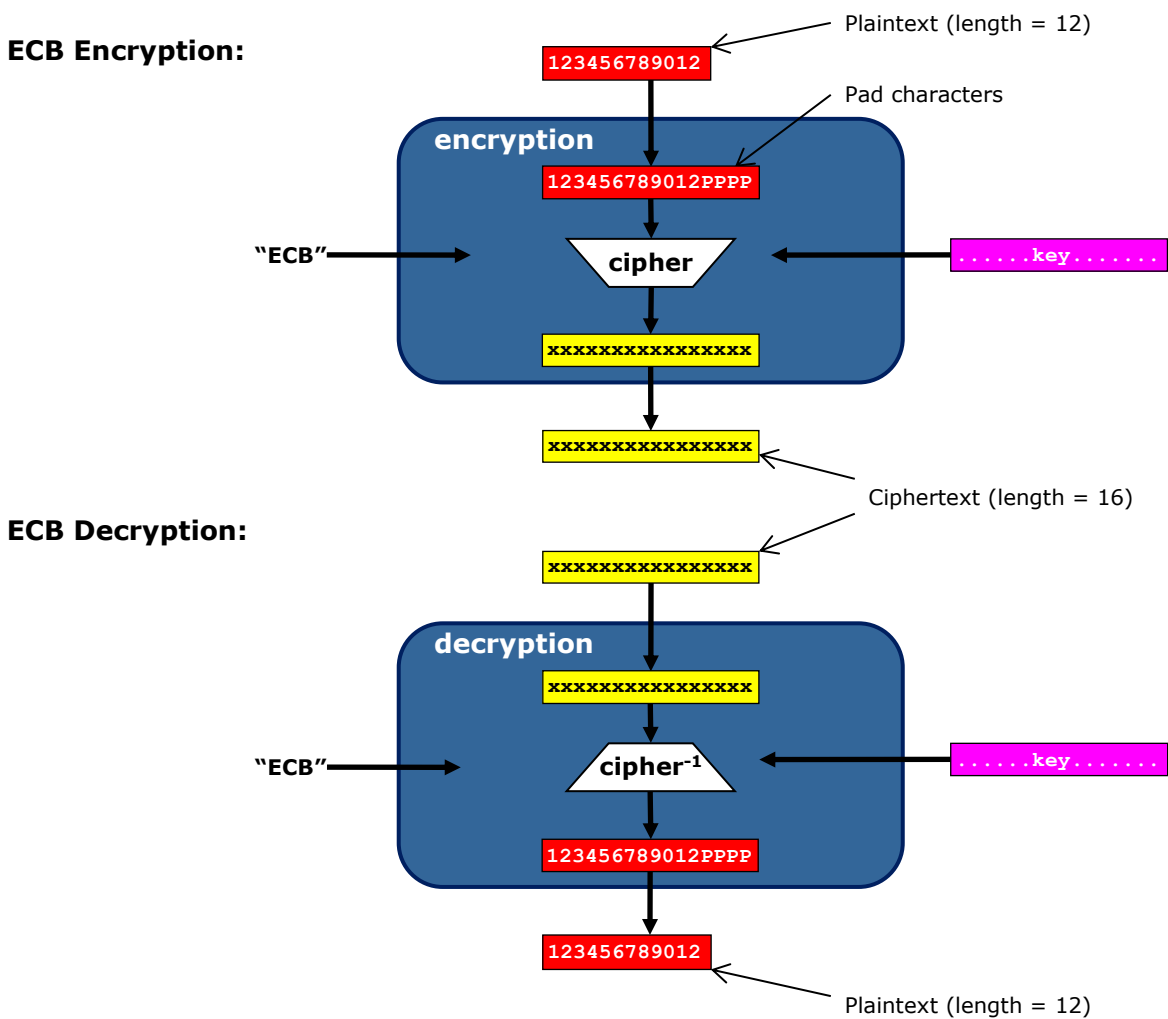 Plaintext (length = 12)
ECB Encryption:
123456789012
Pad characters
encryption
123456789012PPPP
“ECB”
cipher
......key.......
xxxxxxxxxxxxxxxx
xxxxxxxxxxxxxxxx
Ciphertext (length = 16)
ECB Decryption:
xxxxxxxxxxxxxxxx
decryption
xxxxxxxxxxxxxxxx
“ECB”
cipher⁻¹
......key.......
123456789012PPPP
123456789012
Plaintext (length = 12)